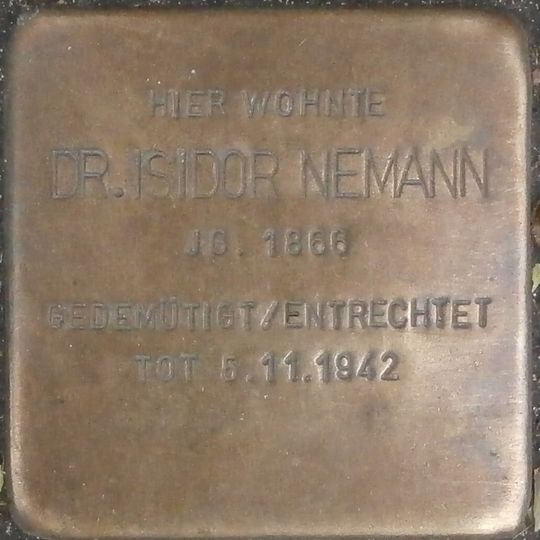 HIER WOHNTE
DR. ISIDOR NEMANN
JG. 1866
GEDEMÜTIGT/ENTRECHTET
TOT 5.11.1942